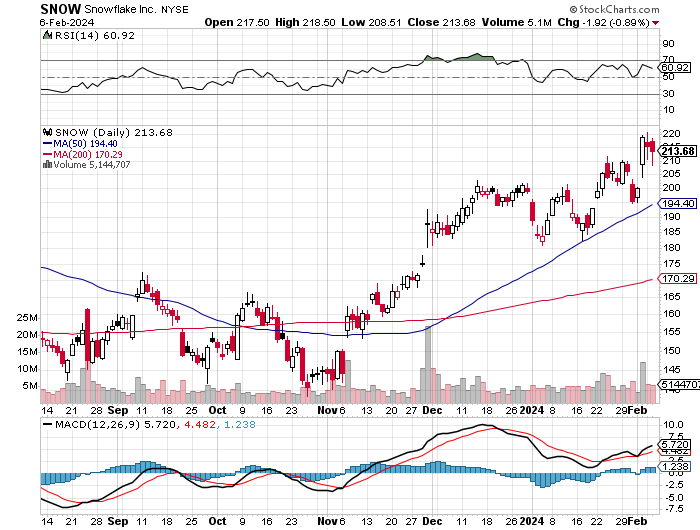 SNOW Snowflake Inc. NYSE © StockCharts.com
6-Feb-2024 Open 217.50 High 218.50 Low 208.51 Close 213.68 Volume 5.1M Chg -1.92 (-0.89%)
RSI(14) 60.92
90
70
60.92
50
30
10
SNOW (Daily) 213.68
MA(50) 194.40
MA(200) 170.29
Volume 5,144,707
220
215
213.68
210
205
200
194.40
190
185
180
175
170.29
165
160
155
150
145
140
25M
20M
15M
10M
5M
5144707
14 21 28 Sep 11 18 25 Oct 9 16 23 Nov 6 13 20 27 Dec 11 18 26 2024 8 16 22 29 Feb
MACD(12,26,9) 5.720, 4.482, 1.238
10.0
7.5
5.720
4.482
2.5
1.238
0.0
-2.5
-5.0
-7.5
14 21 28 Sep 11 18 25 Oct 9 16 23 Nov 6 13 20 27 Dec 11 18 26 2024 8 16 22 29 Feb